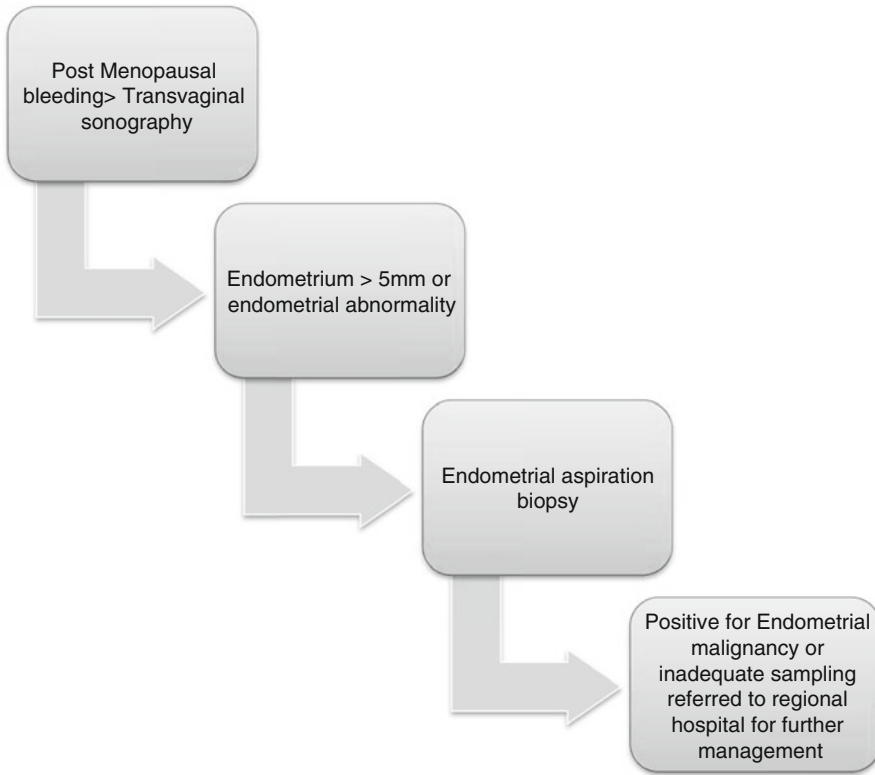 Post Menopausal
bleeding> Transvaginal
sonography
Endometrium > 5mm or
endometrial abnormality
Endometrial aspiration
biopsy
Positive for Endometrial
malignancy or
inadequate sampling
referred to regional
hospital for further
management